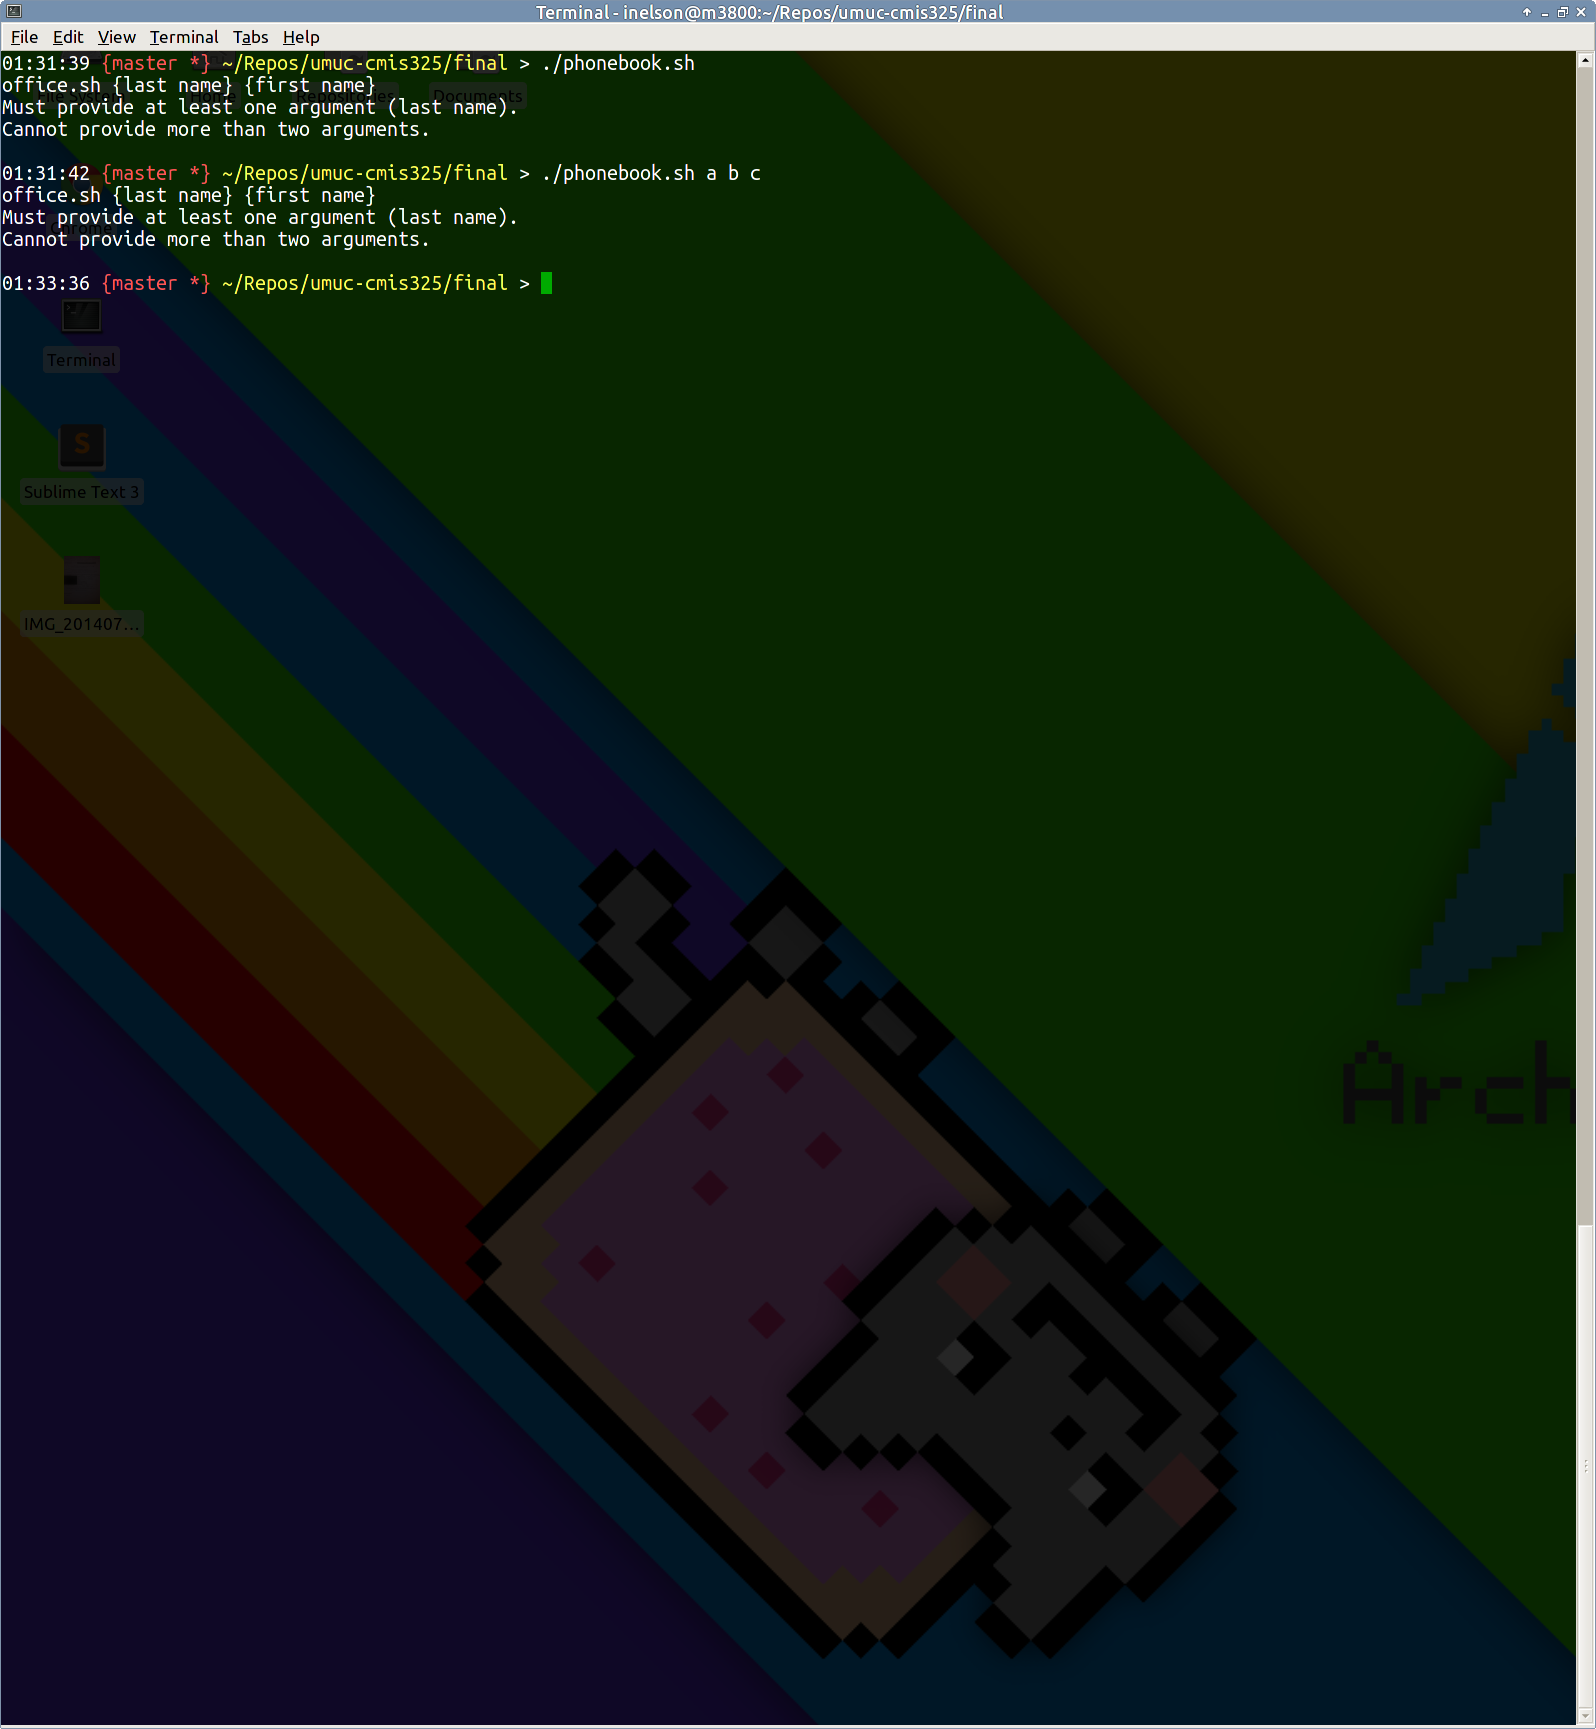 Terminal - inelson@m3800:~/Repos/umuc-cmis325/final
File Edit View Terminal Tabs Help
01:31:39 {master *} ~/Repos/umuc-cmis325/final > ./phonebook.sh
office.sh {last name} {first name}
File System Home Repositories Documents
Must provide at least one argument (last name).
Cannot provide more than two arguments.
01:31:42 {master *} ~/Repos/umuc-cmis325/final > ./phonebook.sh a b c
office.sh {last name} {first name}
Must provide at least one argument (last name).
Chrome
Cannot provide more than two arguments.
01:33:36 {master *} ~/Repos/umuc-cmis325/final >
Terminal
S
Sublime Text 3
IMG_201407...
Arch